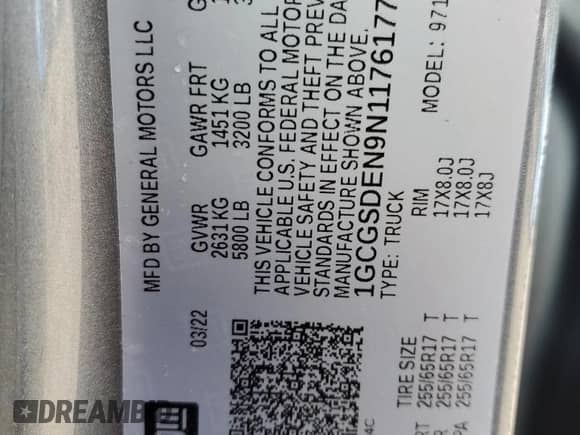 MFD BY GENERAL MOTORS LLC
03/22
GVWR GAWR FRT
2631 KG 1451 KG
5800 LB 3200 LB
THIS VEHICLE CONFORMS TO ALL
APPLICABLE U.S. FEDERAL MOTOR
VEHICLE SAFETY AND THEFT PREV
STANDARDS IN EFFECT ON THE DA
MANUFACTURE SHOWN ABOVE.
1GCGSDEN9N1176177
TYPE: TRUCK MODEL: 971
TIRE SIZE RIM
255/65R17 T 17X8.0J
255/65R17 T 17X8.0J
255/65R17 T 17X8J
DREAMBID